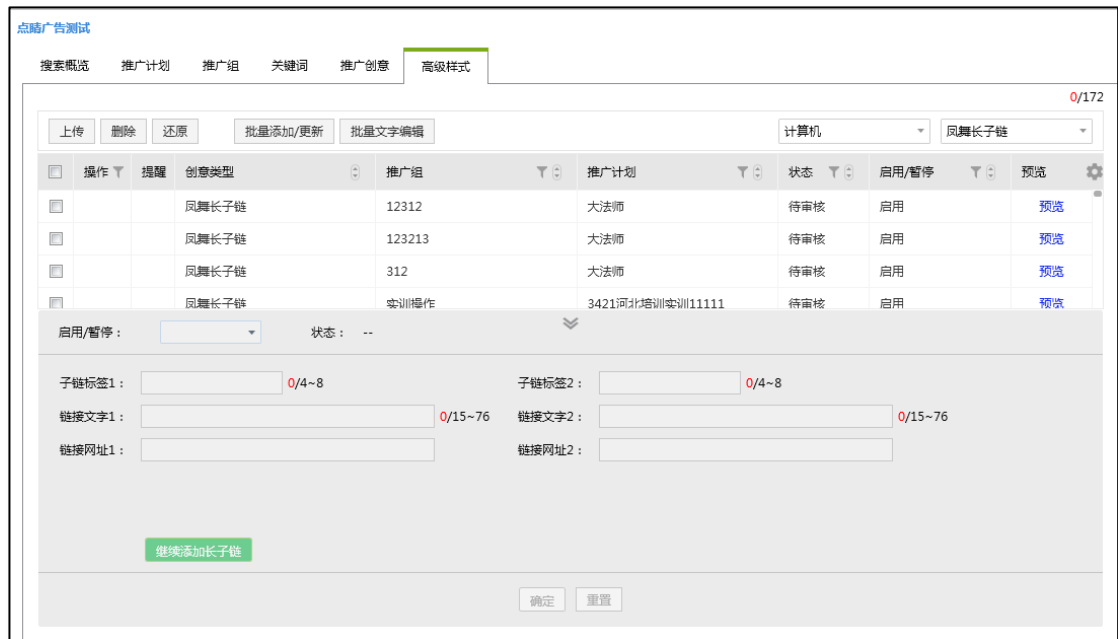 点睛广告测试
搜索概览 推广计划 推广组 关键词 推广创意 高级样式
0/172
上传 删除 还原 批量添加/更新 批量文字编辑 计算机 凤舞长子链
操作 提醒 创意类型 推广组 推广计划 状态 启用/暂停 预览
凤舞长子链 12312 大法师 待审核 启用 预览
凤舞长子链 123213 大法师 待审核 启用 预览
凤舞长子链 312 大法师 待审核 启用 预览
凤舞长子链 实训操作 3421河北培训实训11111 待审核 启用 预览
启用/暂停： 状态： --
子链标签1： 0/4~8 子链标签2： 0/4~8
链接文字1： 0/15~76 链接文字2： 0/15~76
链接网址1： 链接网址2：
继续添加长子链
确定 重置